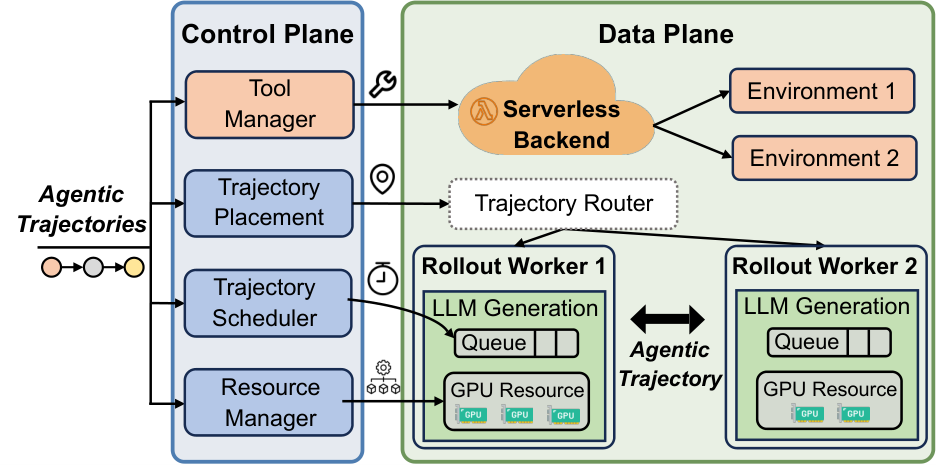 Control Plane
Data Plane
Agentic
Trajectories
Tool
Manager
Trajectory
Placement
Trajectory
Scheduler
Resource
Manager
λ Serverless
Backend
Environment 1
Environment 2
Trajectory Router
Rollout Worker 1
LLM Generation
Queue
GPU Resource
GPU GPU GPU
Agentic
Trajectory
Rollout Worker 2
LLM Generation
Queue
GPU Resource
GPU GPU